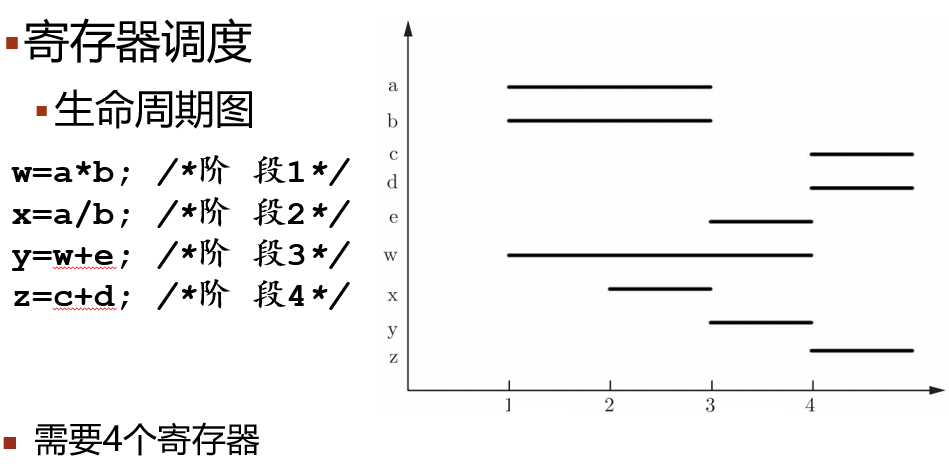 寄存器调度
生命周期图
w=a*b; /*阶 段1*/
x=a/b; /*阶 段2*/
y=w+e; /*阶 段3*/
z=c+d; /*阶 段4*/
需要4个寄存器
a
b
c
d
e
w
x
y
z
1 2 3 4